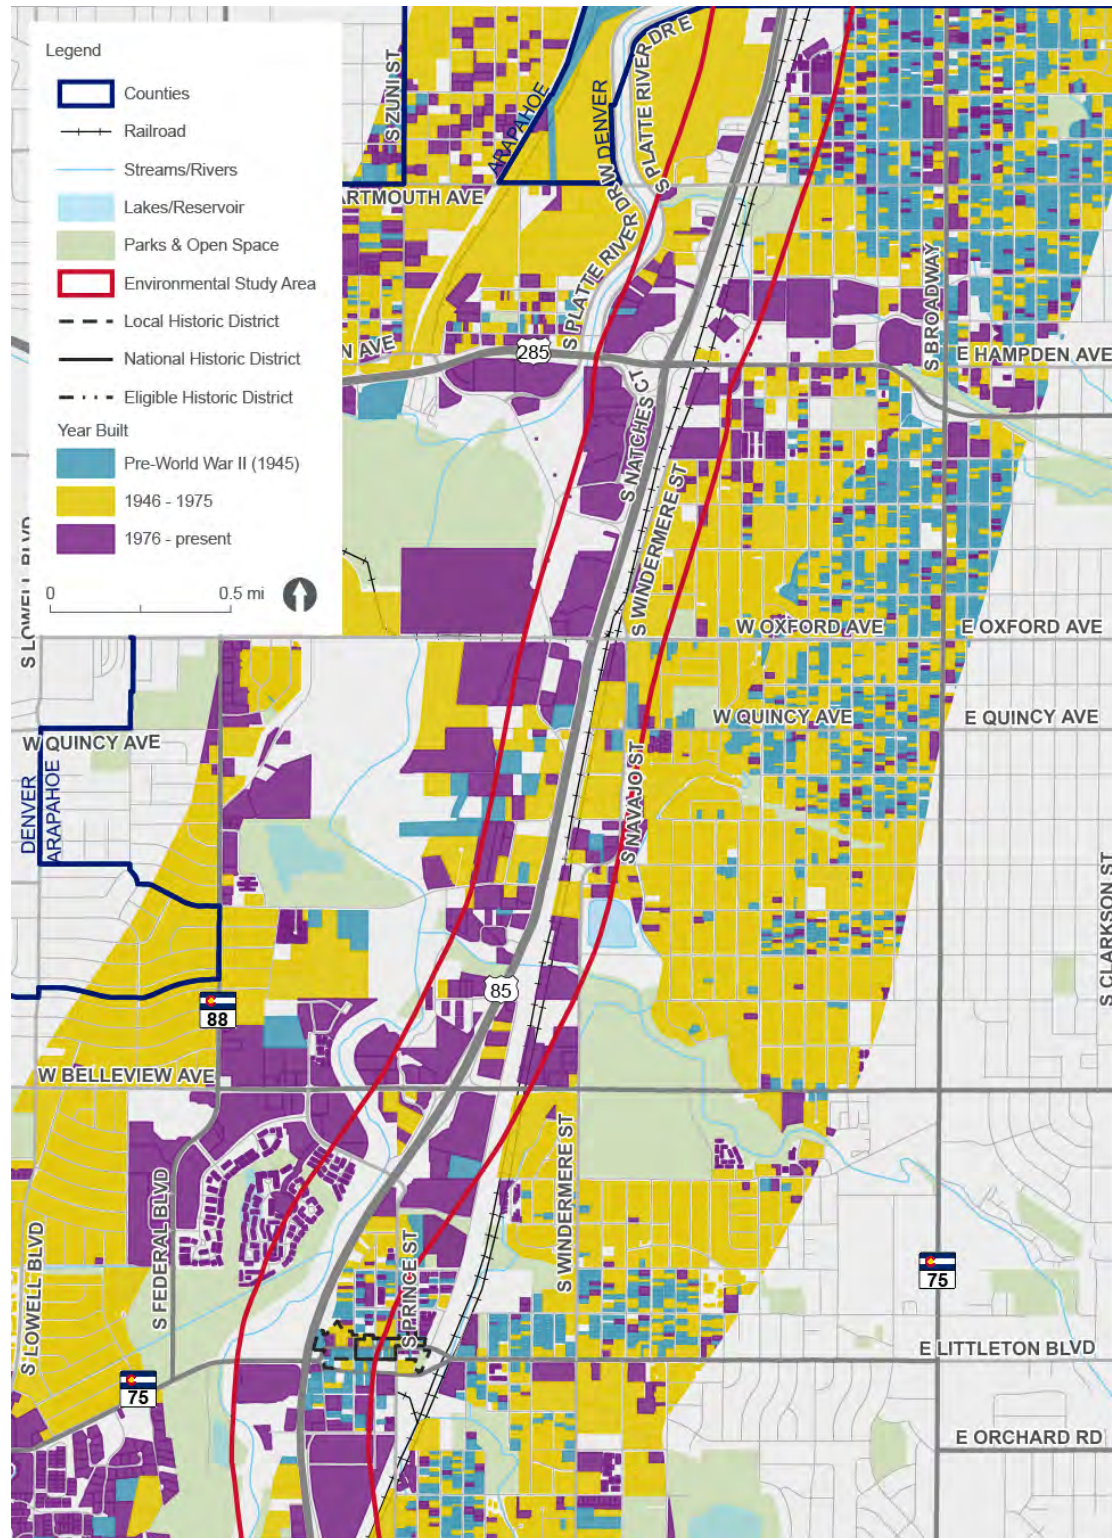 Legend
Counties
Railroad
Streams/Rivers
Lakes/Reservoir
Parks & Open Space
Environmental Study Area
Local Historic District
National Historic District
Eligible Historic District
Year Built
Pre-World War II (1945)
1946 - 1975
1976 - present
0 0.5 mi
S ZUNI ST
ARAPAHOE
DENVER
S PLATTE RIVER DR E
S PLATTE RIVER DR W
ARTMOUTH AVE
N AVE
285
S BROADWAY
E HAMPDEN AVE
S NATCHES CT
S WINDERMERE ST
S LOWELL BLVD
W OXFORD AVE
E OXFORD AVE
W QUINCY AVE
W QUINCY AVE
E QUINCY AVE
DENVER
ARAPAHOE
S NAVAJO ST
S CLARKSON ST
85
88
W BELLEVIEW AVE
S WINDERMERE ST
S FEDERAL BLVD
S LOWELL BLVD
S PRINCE ST
75
E LITTLETON BLVD
75
E ORCHARD RD